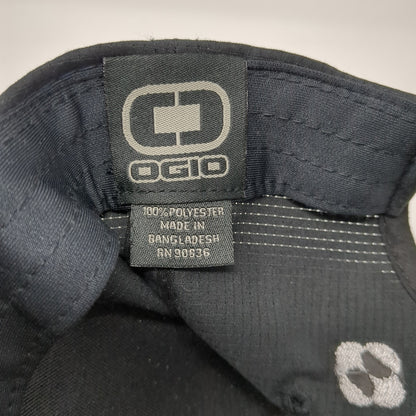 OGIO
100% POLYESTER
MADE IN
BANGLADESH
RN 90836